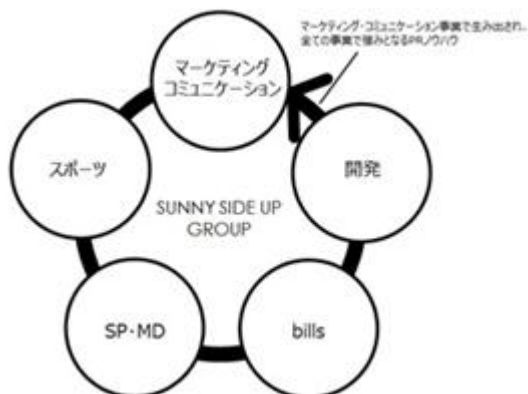 マーケティング・コミュニケーション事業で生み出され、
全ての事業で強みとなるPRノウハウ
マーケティング
コミュニケーション
スポーツ
開発
SUNNY SIDE UP
GROUP
SP・MD
bills